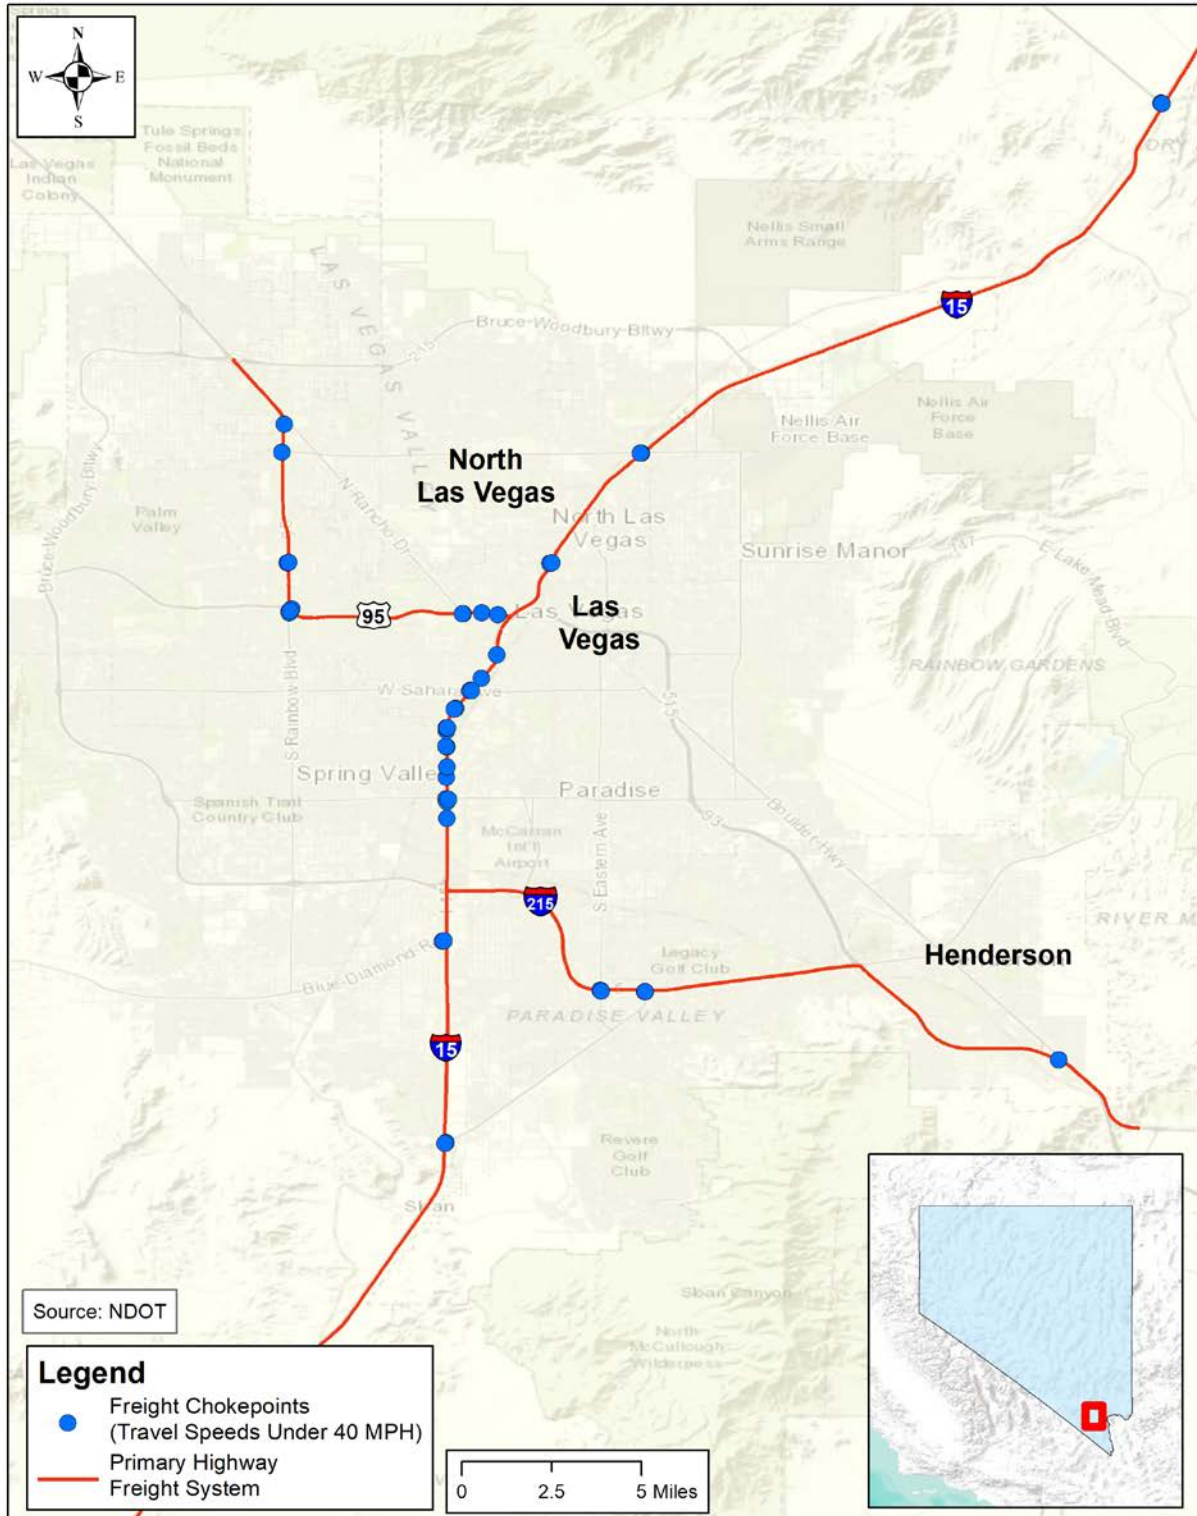 N
W E
S
Springs
Tule Springs
Fossil Beds
National
Monument
Las Vegas
Indian
Colony
DRY
Nellis Small
Arms Range
LAS VEGAS VALLEY
15
Bruce-Woodbury-Bltwy
215
15
Nellis Air
Force Base
Nellis Air
Force
Base
North
Las Vegas
N Rancho Dr
Palm
Valley
Bruce-Woodbury Bltwy
North Las
Vegas
Sunrise Manor
147
E Lake Mead Blvd
95
Las Vegas
Las
Vegas
RAINBOW GARDENS
W Sahara Ave
S Rainbow Blvd
515
Spring Valle
Paradise
Spanish Trail
Country Club
McCarran
Int'l
Airport
S Eastern Ave
93
Boulder Hwy
215
RIVER M
Blue-Diamond-R
Legacy
Golf Club
Henderson
PARADISE VALLEY
15
Revere
Golf
Club
Sloan
Sloan Canyon
North
McCullough
Wilderness
Source: NDOT
Legend
Freight Chokepoints
(Travel Speeds Under 40 MPH)
Primary Highway
Freight System
0 2.5 5 Miles